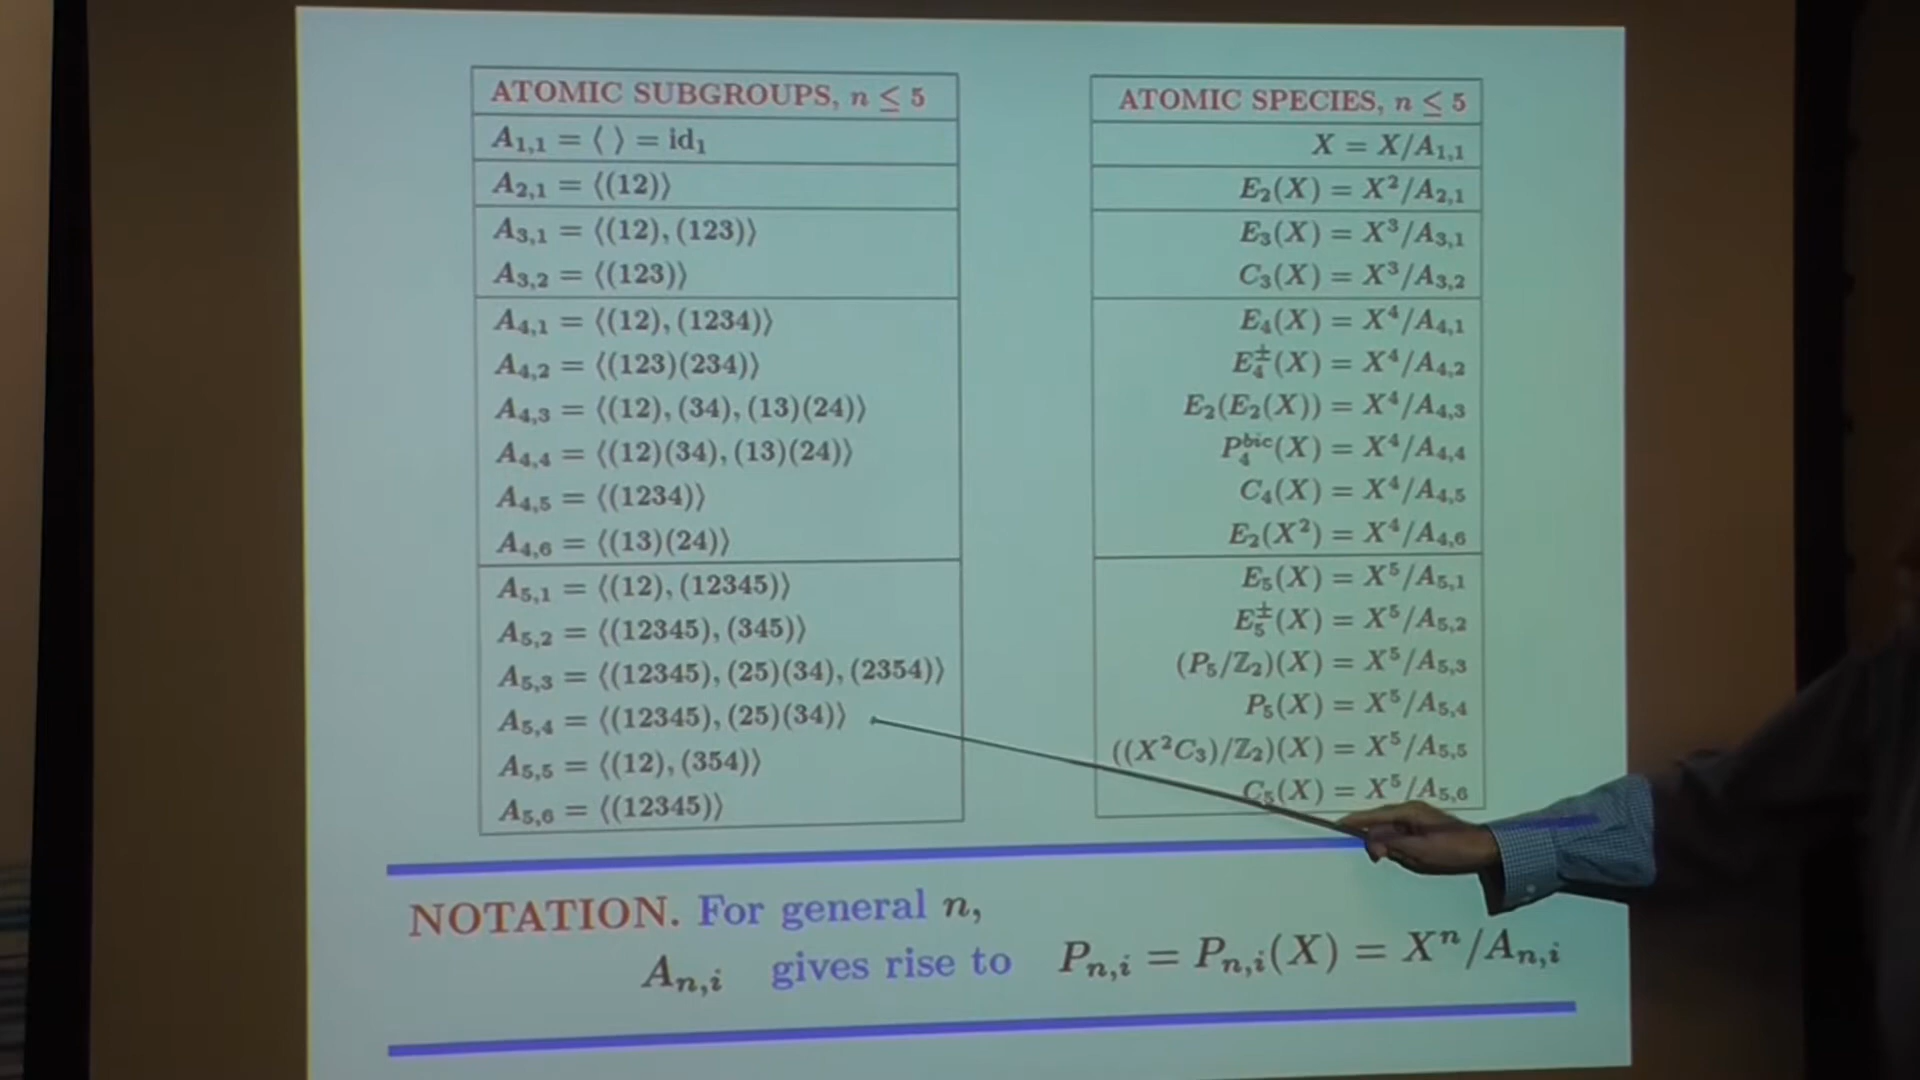 ATOMIC SUBGROUPS, n ≤ 5
A₁,₁ = ⟨ ⟩ = id₁
A₂,₁ = ⟨(12)⟩
A₃,₁ = ⟨(12), (123)⟩
A₃,₂ = ⟨(123)⟩
A₄,₁ = ⟨(12), (1234)⟩
A₄,₂ = ⟨(123)(234)⟩
A₄,₃ = ⟨(12), (34), (13)(24)⟩
A₄,₄ = ⟨(12)(34), (13)(24)⟩
A₄,₅ = ⟨(1234)⟩
A₄,₆ = ⟨(13)(24)⟩
A₅,₁ = ⟨(12), (12345)⟩
A₅,₂ = ⟨(12345), (345)⟩
A₅,₃ = ⟨(12345), (25)(34), (2354)⟩
A₅,₄ = ⟨(12345), (25)(34)⟩
A₅,₅ = ⟨(12), (354)⟩
A₅,₆ = ⟨(12345)⟩
ATOMIC SPECIES, n ≤ 5
X = X/A₁,₁
E₂(X) = X²/A₂,₁
E₃(X) = X³/A₃,₁
C₃(X) = X³/A₃,₂
E₄(X) = X⁴/A₄,₁
E₄^±(X) = X⁴/A₄,₂
E₂(E₂(X)) = X⁴/A₄,₃
P₄^bic(X) = X⁴/A₄,₄
C₄(X) = X⁴/A₄,₅
E₂(X²) = X⁴/A₄,₆
E₅(X) = X⁵/A₅,₁
E₅^±(X) = X⁵/A₅,₂
(P₅/ℤ₂)(X) = X⁵/A₅,₃
P₅(X) = X⁵/A₅,₄
((X²C₃)/ℤ₂)(X) = X⁵/A₅,₅
C₅(X) = X⁵/A₅,₆
NOTATION. For general n,
Aₙ,ᵢ gives rise to Pₙ,ᵢ = Pₙ,ᵢ(X) = Xⁿ/Aₙ,ᵢ